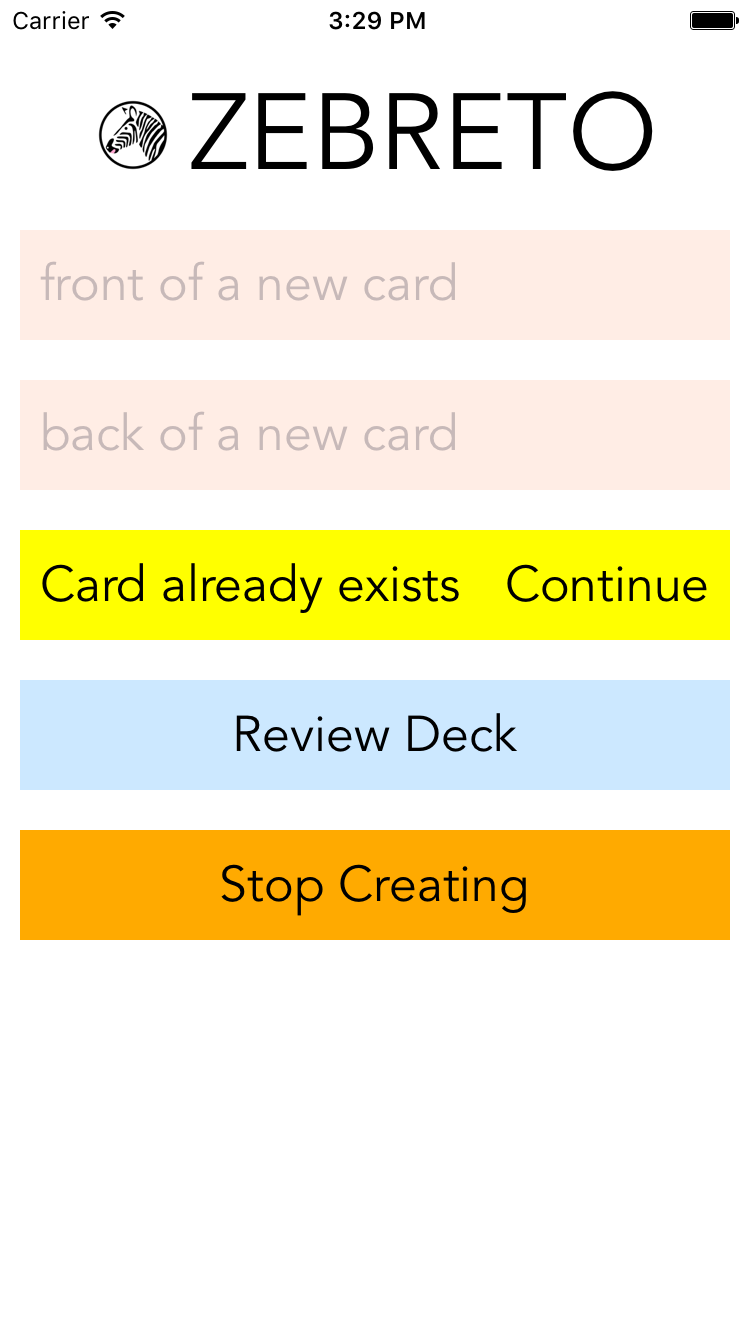 Carrier 3:29 PM
ZEBRETO
front of a new card
back of a new card
Card already exists Continue
Review Deck
Stop Creating